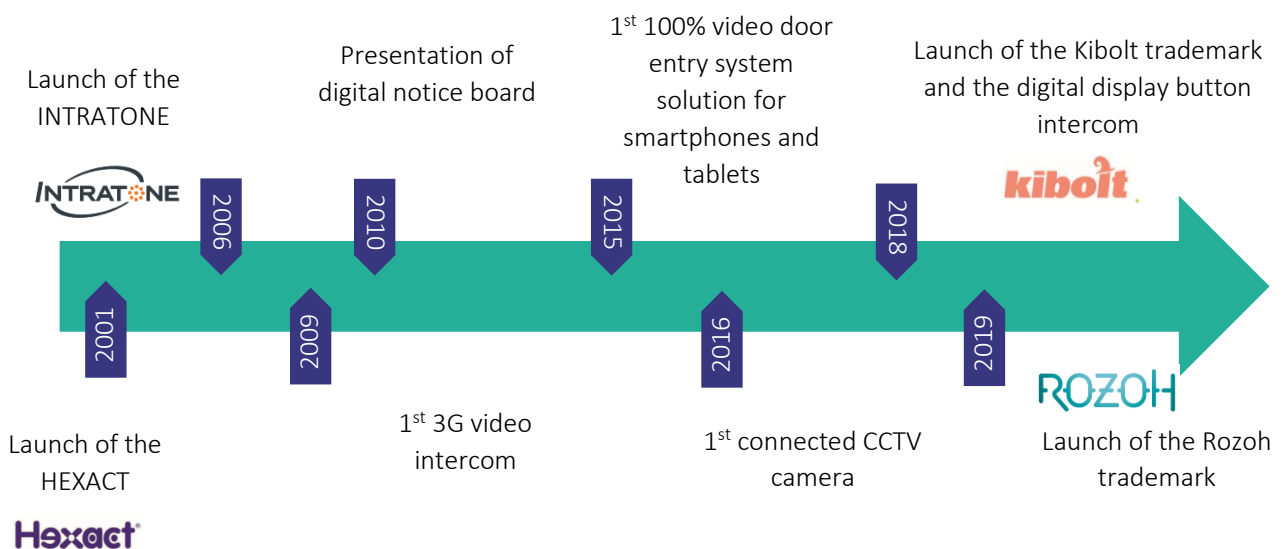 Launch of the
INTRATONE
INTRATONE
2006
Presentation of
digital notice board
2010
1st 100% video door
entry system
solution for
smartphones and
tablets
2015
Launch of the Kibolt trademark
and the digital display button
intercom
kibolt
2018
2001
Launch of the
HEXACT
Hexact
2009
1st 3G video
intercom
2016
1st connected CCTV
camera
2019
ROZOH
Launch of the Rozoh
trademark